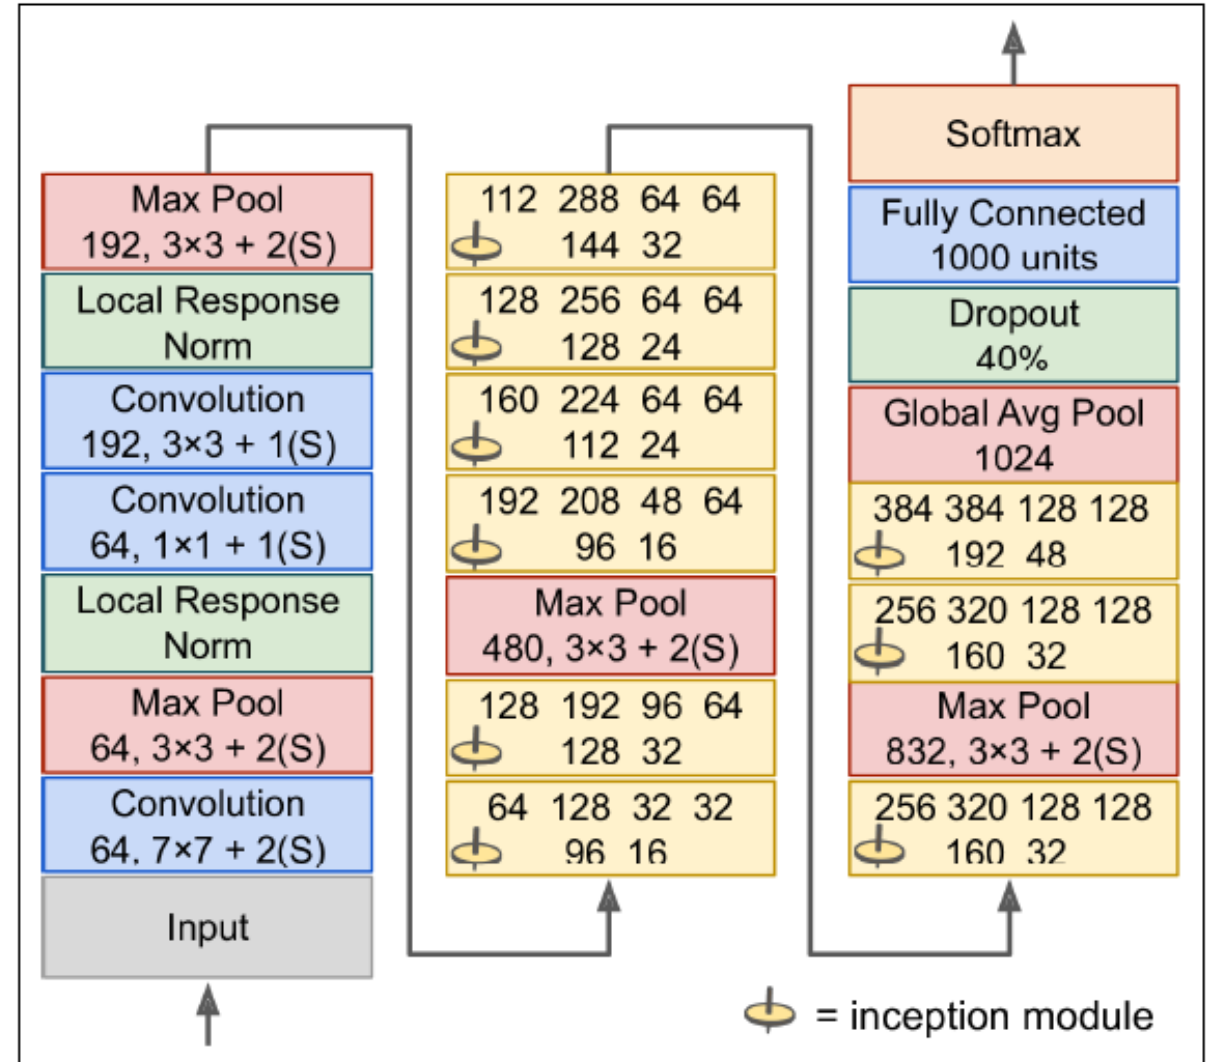 Max Pool
192, 3×3 + 2(S)
Local Response
Norm
Convolution
192, 3×3 + 1(S)
Convolution
64, 1×1 + 1(S)
Local Response
Norm
Max Pool
64, 3×3 + 2(S)
Convolution
64, 7×7 + 2(S)
Input
112 288 64 64
144 32
128 256 64 64
128 24
160 224 64 64
112 24
192 208 48 64
96 16
Max Pool
480, 3×3 + 2(S)
128 192 96 64
128 32
64 128 32 32
96 16
Softmax
Fully Connected
1000 units
Dropout
40%
Global Avg Pool
1024
384 384 128 128
192 48
256 320 128 128
160 32
Max Pool
832, 3×3 + 2(S)
256 320 128 128
160 32
= inception module